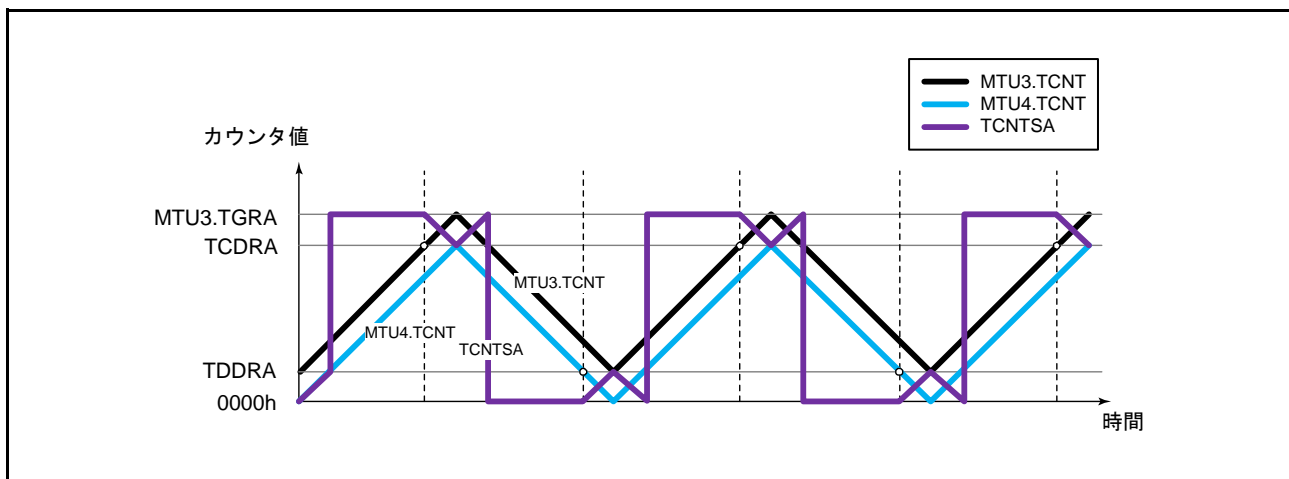 MTU3.TCNT
MTU4.TCNT
TCNTSA
カウンタ値
MTU3.TGRA
TCDRA
MTU3.TCNT
MTU4.TCNT
TCNTSA
TDDRA
0000h
時間